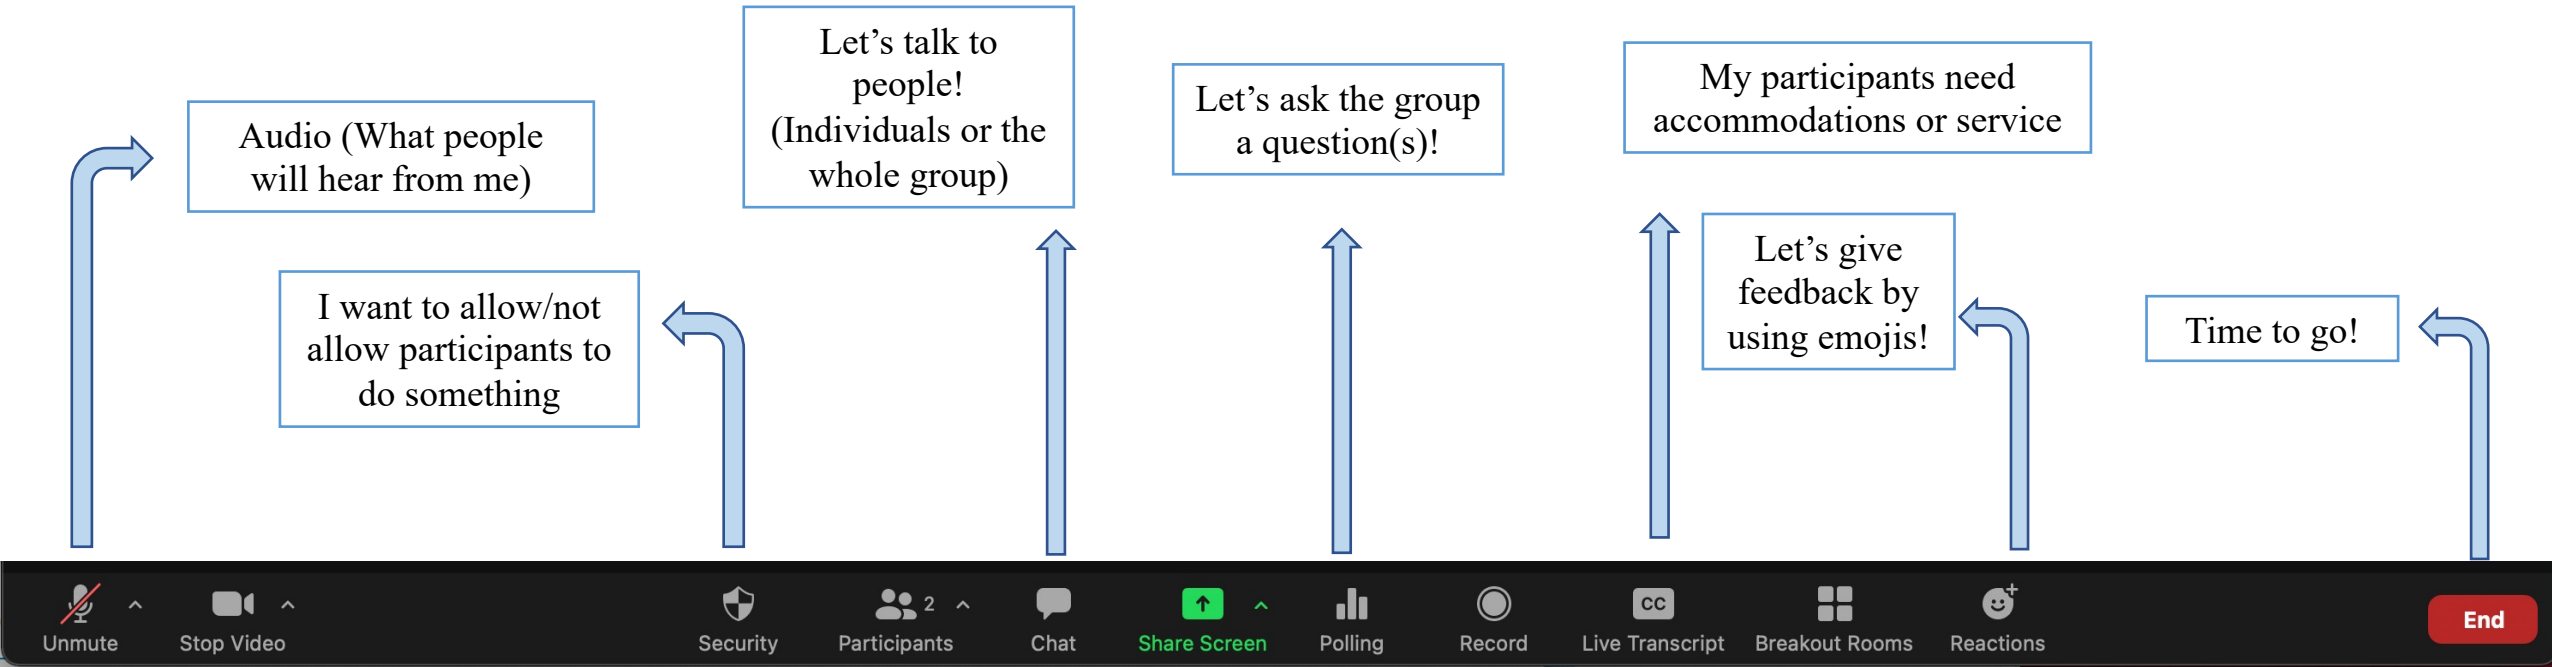 Let’s talk to
people!
(Individuals or the
whole group)
My participants need
accommodations or service
Let’s ask the group
a question(s)!
Audio (What people
will hear from me)
Let’s give
feedback by
using emojis!
I want to allow/not
allow participants to
do something
Time to go!
2
CC
End
Unmute
Stop Video
Security
Participants
Chat
Share Screen
Polling
Record
Live Transcript
Breakout Rooms
Reactions